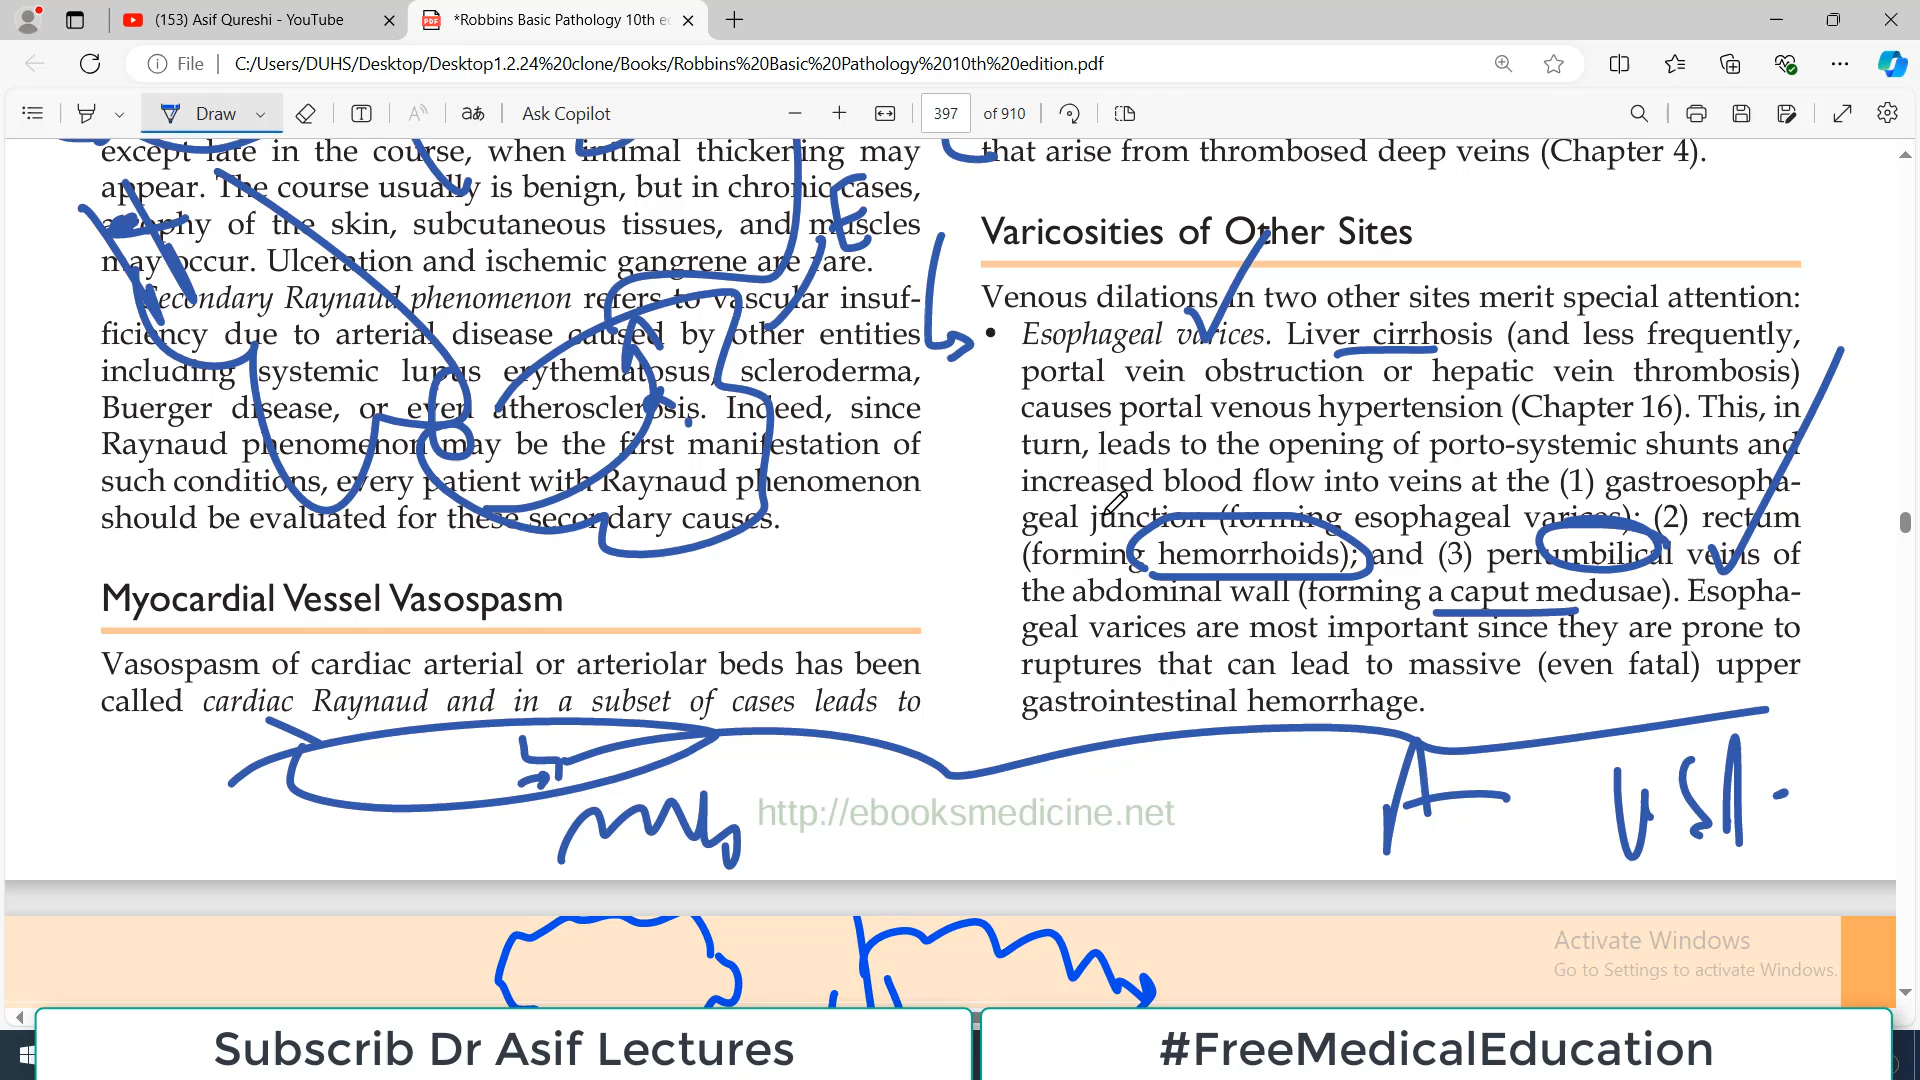 (153) Asif Qureshi - YouTube
*Robbins Basic Pathology 10th e
File
C:/Users/DUHS/Desktop/Desktop1.2.24%20clone/Books/Robbins%20Basic%20Pathology%2010th%20edition.pdf
Draw
aあ
Ask Copilot
397 of 910
except late in the course, when intimal thickening may
appear. The course usually is benign, but in chronic cases,
atrophy of the skin, subcutaneous tissues, and muscles
may occur. Ulceration and ischemic gangrene are rare.
Secondary Raynaud phenomenon refers to vascular insuf-
ficiency due to arterial disease caused by other entities
including systemic lupus erythematosus, scleroderma,
Buerger disease, or even atherosclerosis. Indeed, since
Raynaud phenomenon may be the first manifestation of
such conditions, every patient with Raynaud phenomenon
should be evaluated for these secondary causes.
Myocardial Vessel Vasospasm
Vasospasm of cardiac arterial or arteriolar beds has been
called cardiac Raynaud and in a subset of cases leads to
that arise from thrombosed deep veins (Chapter 4).
Varicosities of Other Sites
Venous dilations in two other sites merit special attention:
• Esophageal varices. Liver cirrhosis (and less frequently,
portal vein obstruction or hepatic vein thrombosis)
causes portal venous hypertension (Chapter 16). This, in
turn, leads to the opening of porto-systemic shunts and
increased blood flow into veins at the (1) gastroesopha-
geal junction (forming esophageal varices); (2) rectum
(forming hemorrhoids); and (3) periumbilical veins of
the abdominal wall (forming a caput medusae). Esopha-
geal varices are most important since they are prone to
ruptures that can lead to massive (even fatal) upper
gastrointestinal hemorrhage.
E
http://ebooksmedicine.net
Activate Windows
Go to Settings to activate Windows.
Subscrib Dr Asif Lectures
#FreeMedicalEducation